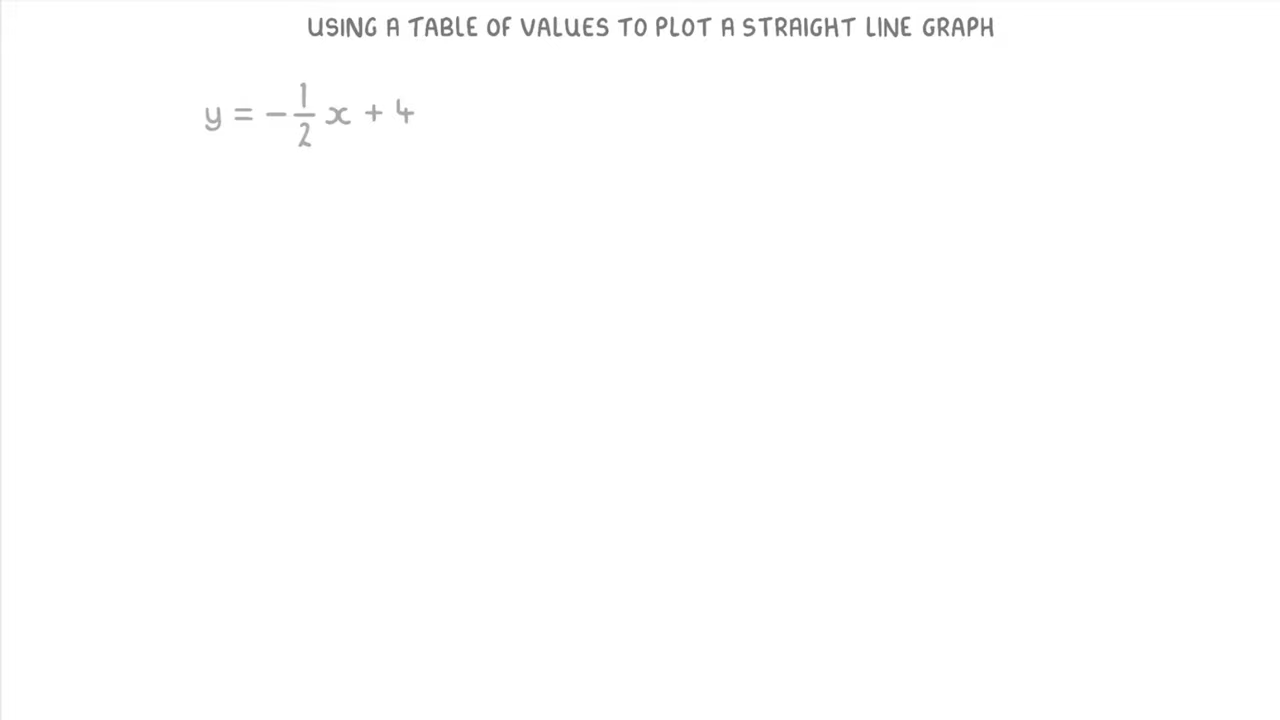 USING A TABLE OF VALUES TO PLOT A STRAIGHT LINE GRAPH
y = -1/2 x + 4